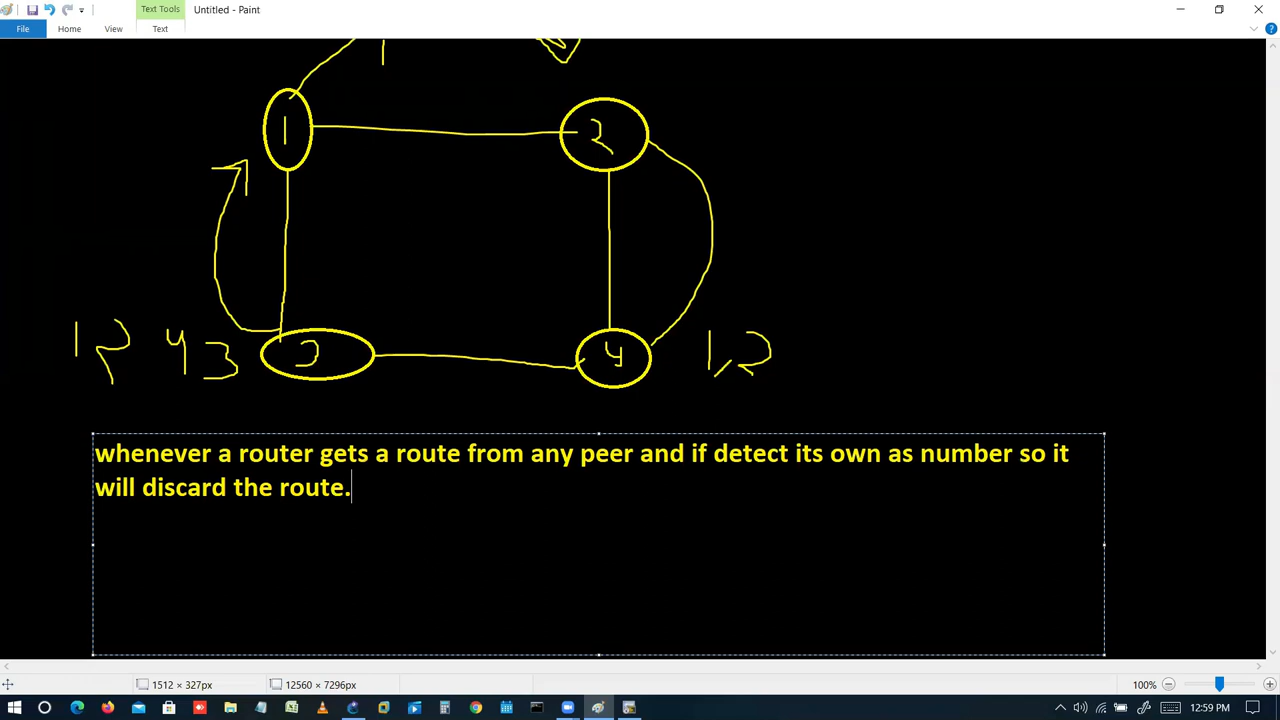 Text Tools
Untitled - Paint
File
Home
View
Text
1
2
1 2 4 3
3
4
1,2
whenever a router gets a route from any peer and if detect its own as number so it
will discard the route.
1512 × 327px
12560 × 7296px
100%
12:59 PM